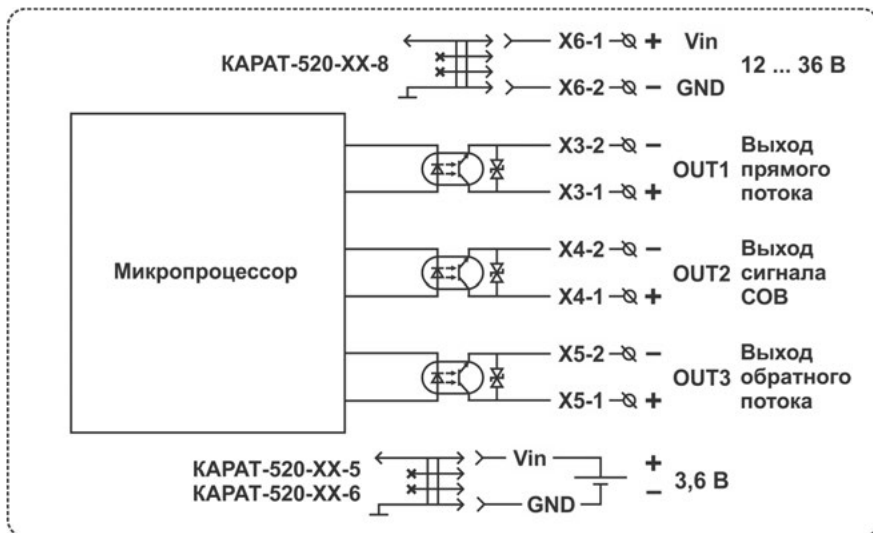 КАРАТ-520-ХХ-8
X6-1 + Vin
12 ... 36 В
X6-2 − GND
Микропроцессор
X3-2 −
X3-1 +
OUT1
Выход
прямого
потока
X4-2 −
X4-1 +
OUT2
Выход
сигнала
СОВ
X5-2 −
X5-1 +
OUT3
Выход
обратного
потока
КАРАТ-520-ХХ-5
КАРАТ-520-ХХ-6
Vin
GND
+
−
3,6 В